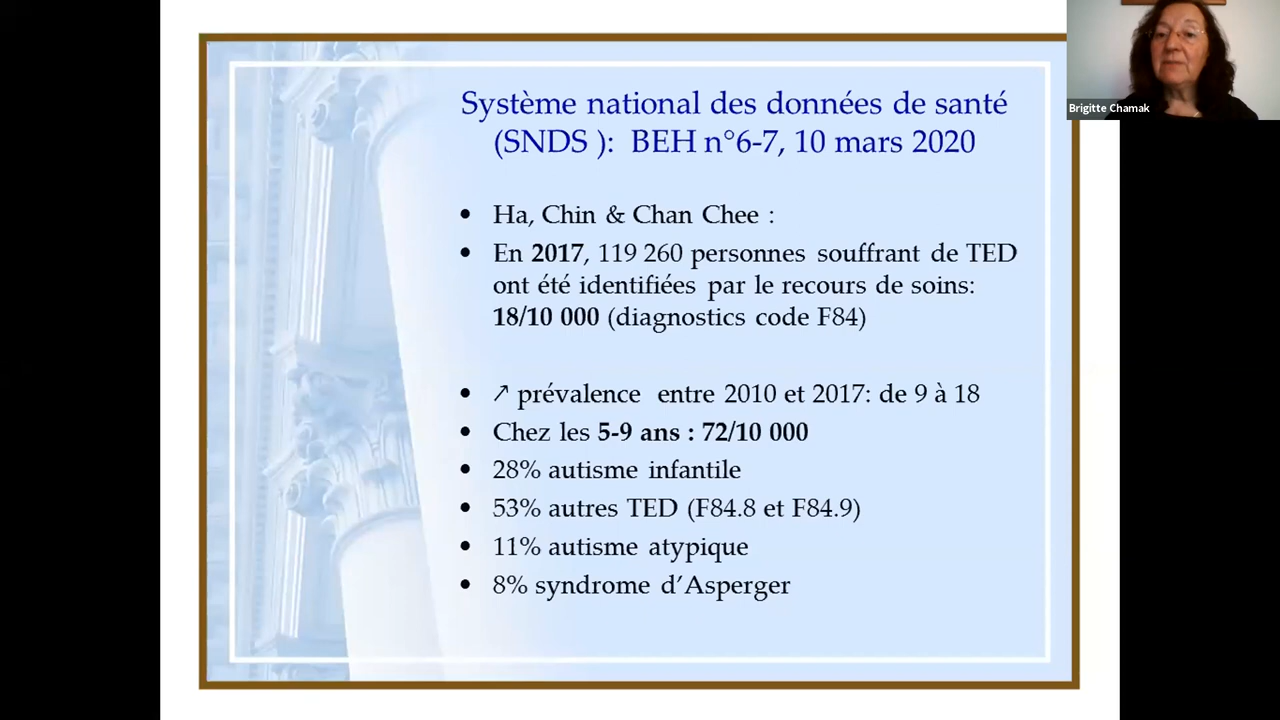 Système national des données de santé
(SNDS ): BEH n°6-7, 10 mars 2020
• Ha, Chin & Chan Chee :
• En 2017, 119 260 personnes souffrant de TED
ont été identifiées par le recours de soins:
18/10 000 (diagnostics code F84)
• ↗ prévalence entre 2010 et 2017: de 9 à 18
• Chez les 5-9 ans : 72/10 000
• 28% autisme infantile
• 53% autres TED (F84.8 et F84.9)
• 11% autisme atypique
• 8% syndrome d’Asperger
Brigitte Chamak